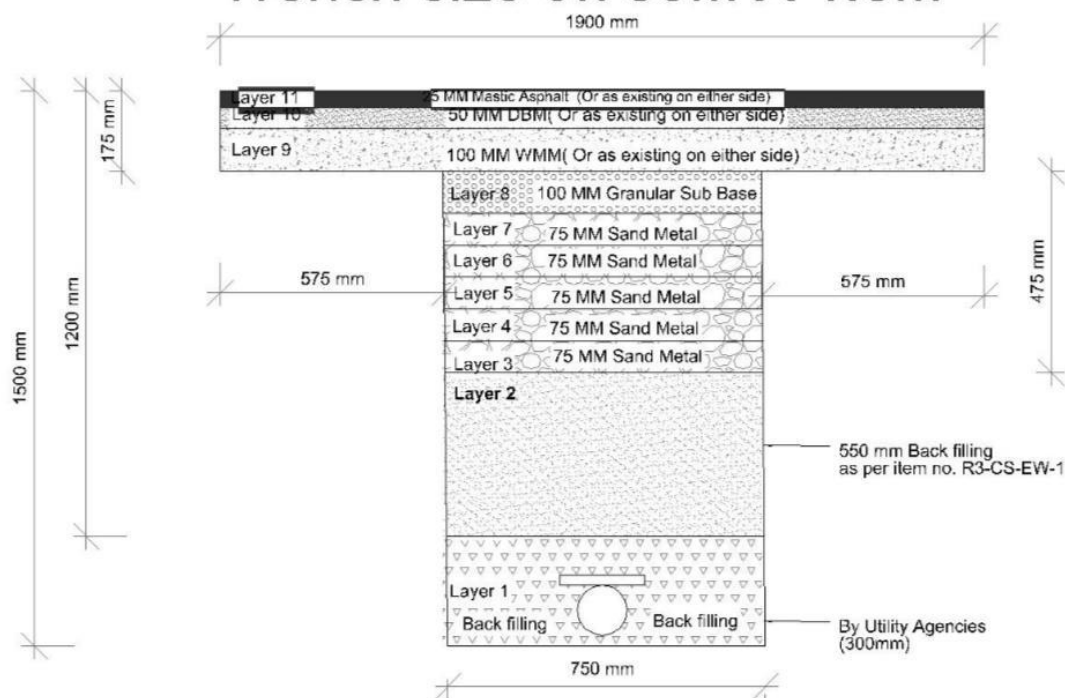 1900 mm
Layer 11
25 MM Mastic Asphalt (Or as existing on either side)
Layer 10
50 MM DBM( Or as existing on either side)
Layer 9
100 MM WMM( Or as existing on either side)
175 mm
Layer 8
100 MM Granular Sub Base
Layer 7
75 MM Sand Metal
Layer 6
75 MM Sand Metal
575 mm
575 mm
475 mm
Layer 5
75 MM Sand Metal
Layer 4
75 MM Sand Metal
Layer 3
75 MM Sand Metal
1200 mm
1500 mm
Layer 2
550 mm Back filling
as per item no. R3-CS-EW-1
Layer 1
Back filling
Back filling
By Utility Agencies
(300mm)
750 mm